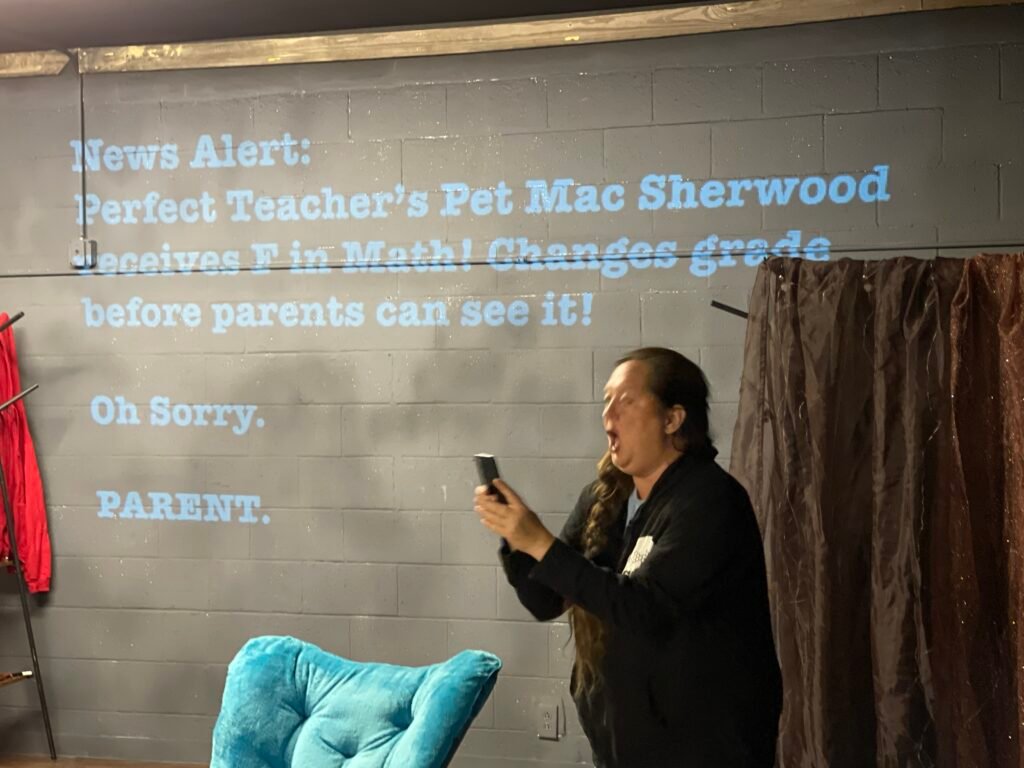 News Alert:
Perfect Teacher's Pet Mac Sherwood
receives F in Math! Changes grade
before parents can see it!
Oh Sorry.
PARENT.